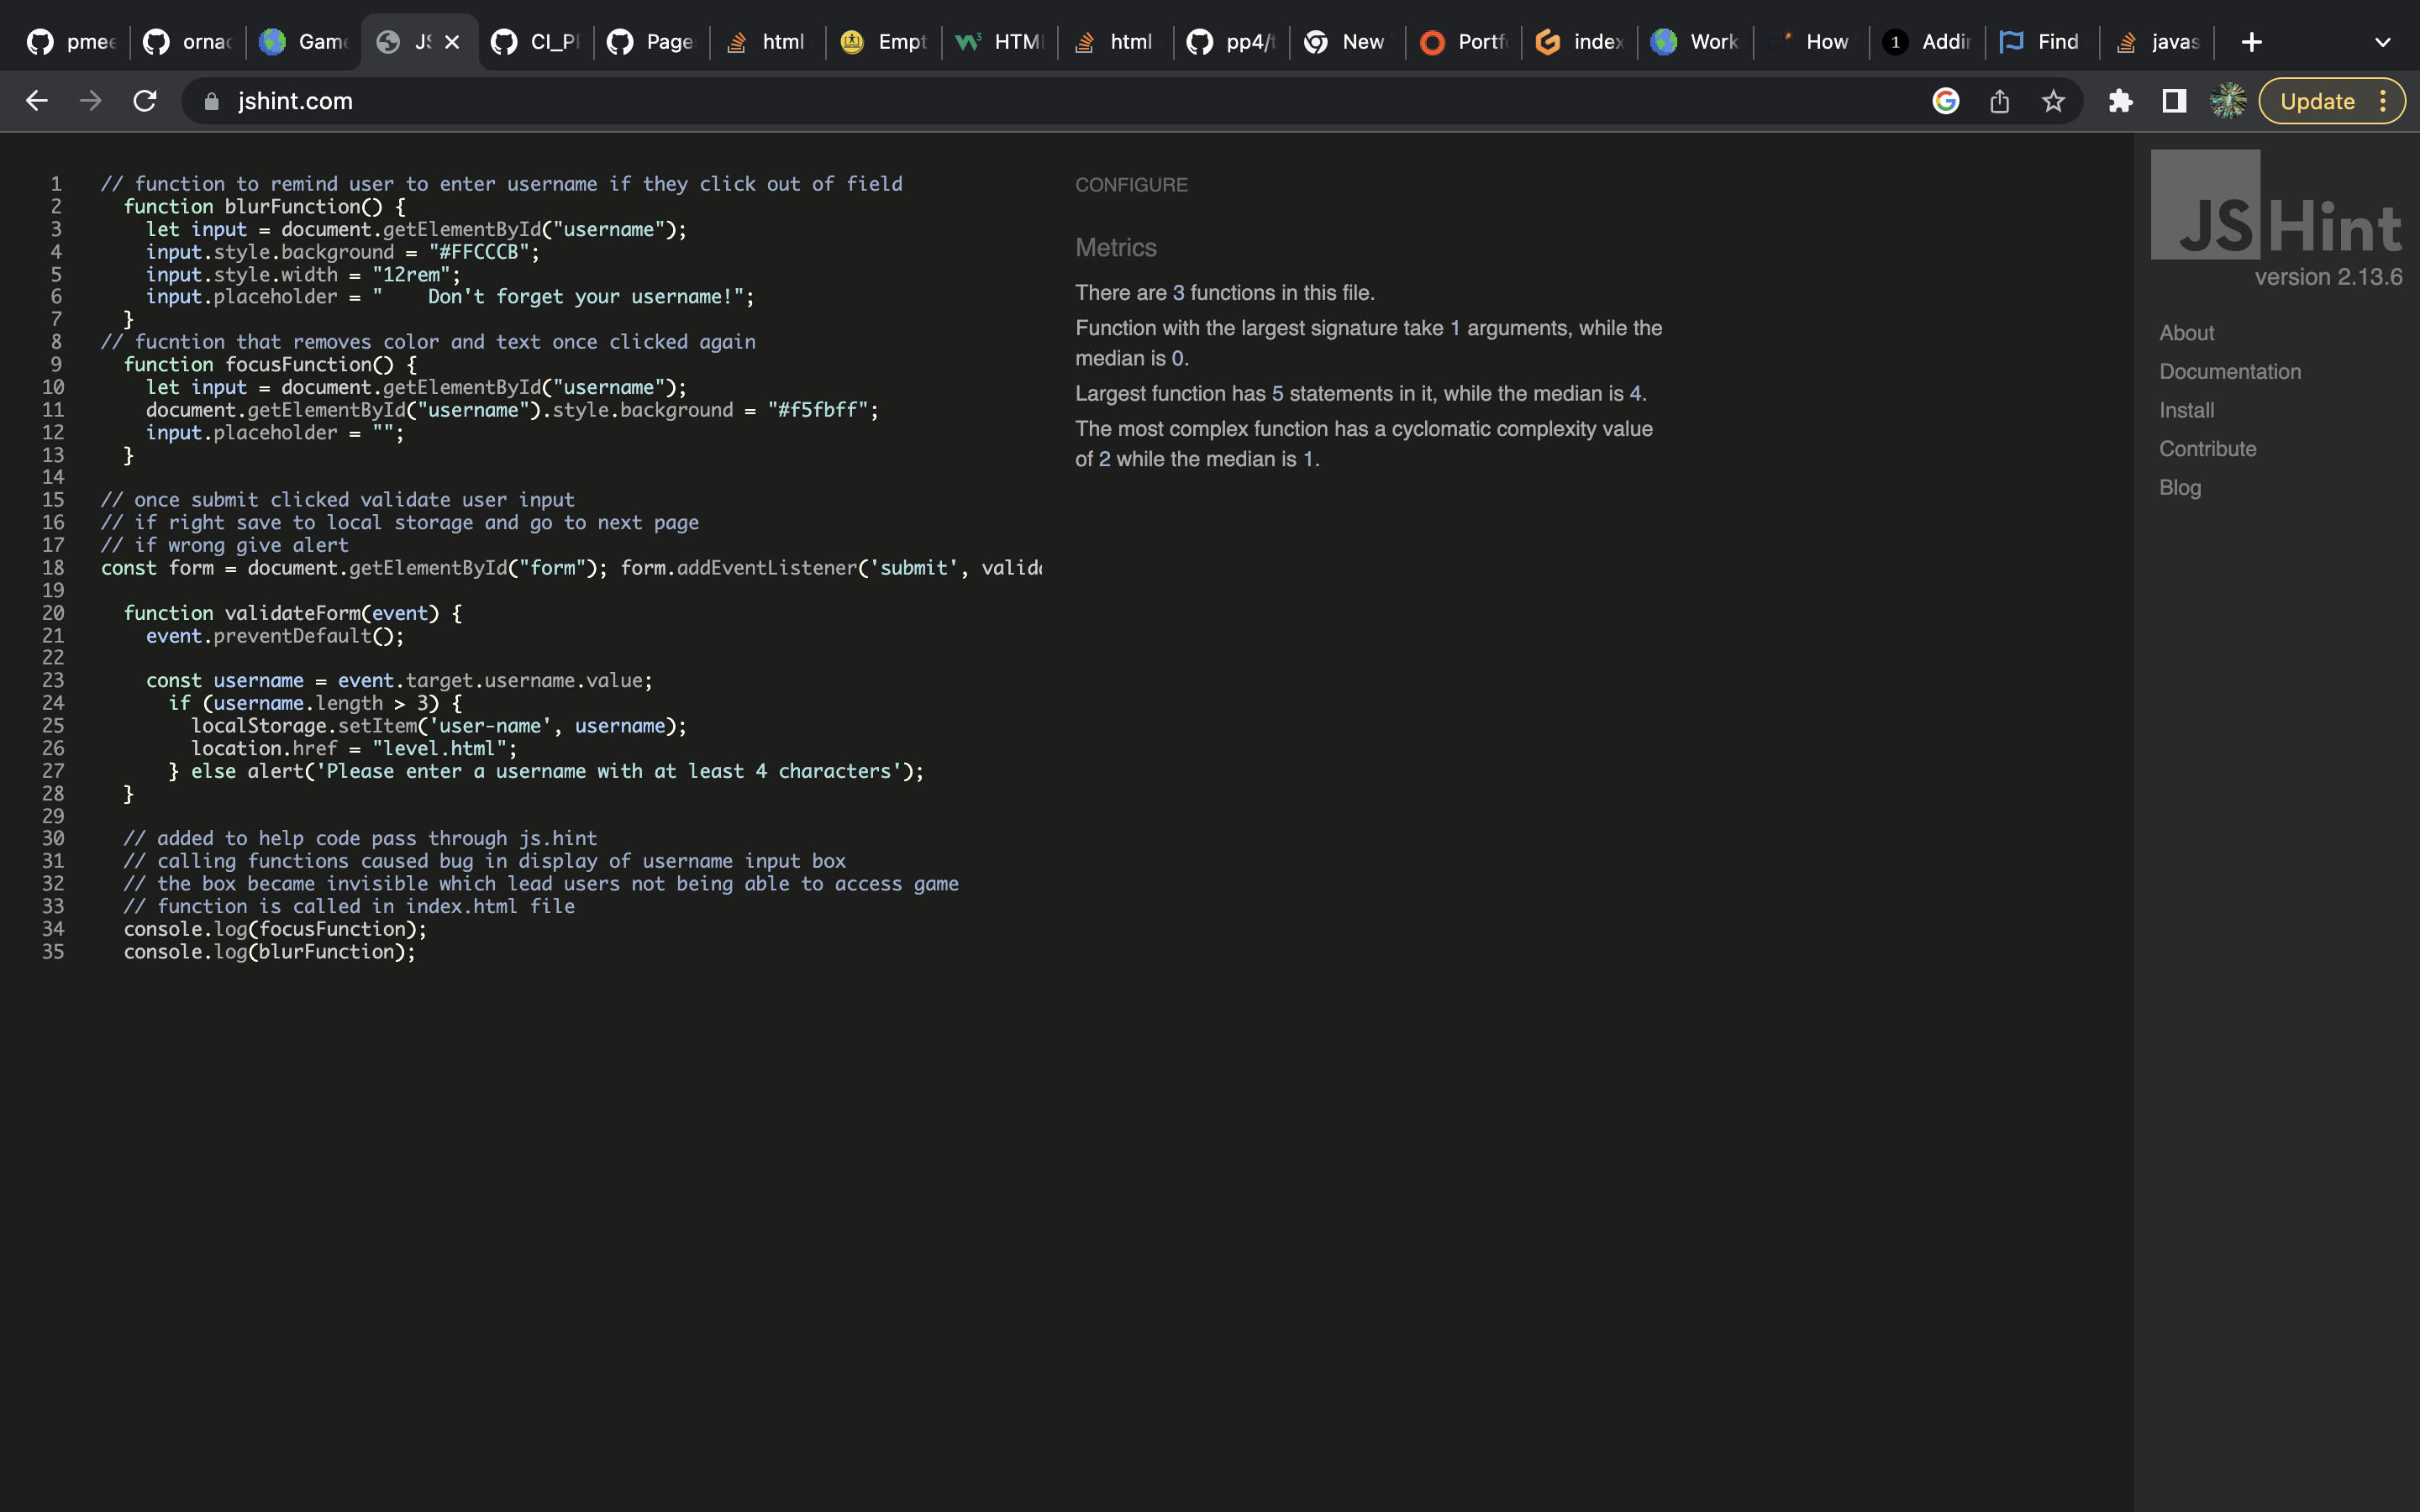 pmee
orna
Game
JS
CI_P
Page
html
Empt
HTM
html
pp4/t
New
Portf
index
Work
How
1 Addi
Find
javas
jshint.com
Update
1 // function to remind user to enter username if they click out of field
2 function blurFunction() {
3 let input = document.getElementById("username");
4 input.style.background = "#FFCCCB";
5 input.style.width = "12rem";
6 input.placeholder = "    Don't forget your username!";
7 }
8 // fucntion that removes color and text once clicked again
9 function focusFunction() {
10 let input = document.getElementById("username");
11 document.getElementById("username").style.background = "#f5fbff";
12 input.placeholder = "";
13 }
14
15 // once submit clicked validate user input
16 // if right save to local storage and go to next page
17 // if wrong give alert
18 const form = document.getElementById("form"); form.addEventListener('submit', valid
19
20 function validateForm(event) {
21 event.preventDefault();
22
23 const username = event.target.username.value;
24 if (username.length > 3) {
25 localStorage.setItem('user-name', username);
26 location.href = "level.html";
27 } else alert('Please enter a username with at least 4 characters');
28 }
29
30 // added to help code pass through js.hint
31 // calling functions caused bug in display of username input box
32 // the box became invisible which lead users not being able to access game
33 // function is called in index.html file
34 console.log(focusFunction);
35 console.log(blurFunction);
CONFIGURE
Metrics
There are 3 functions in this file.
Function with the largest signature take 1 arguments, while the
median is 0.
Largest function has 5 statements in it, while the median is 4.
The most complex function has a cyclomatic complexity value
of 2 while the median is 1.
JSHint
version 2.13.6
About
Documentation
Install
Contribute
Blog